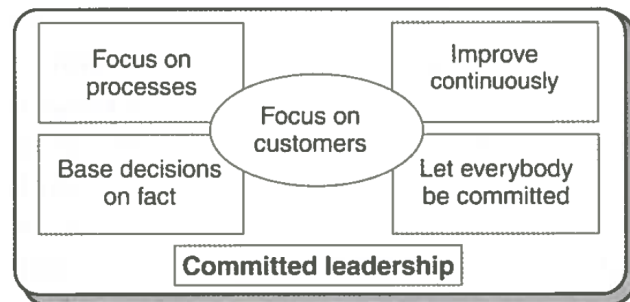 Focus on
processes
Improve
continuously
Focus on
customers
Base decisions
on fact
Let everybody
be committed
Committed leadership